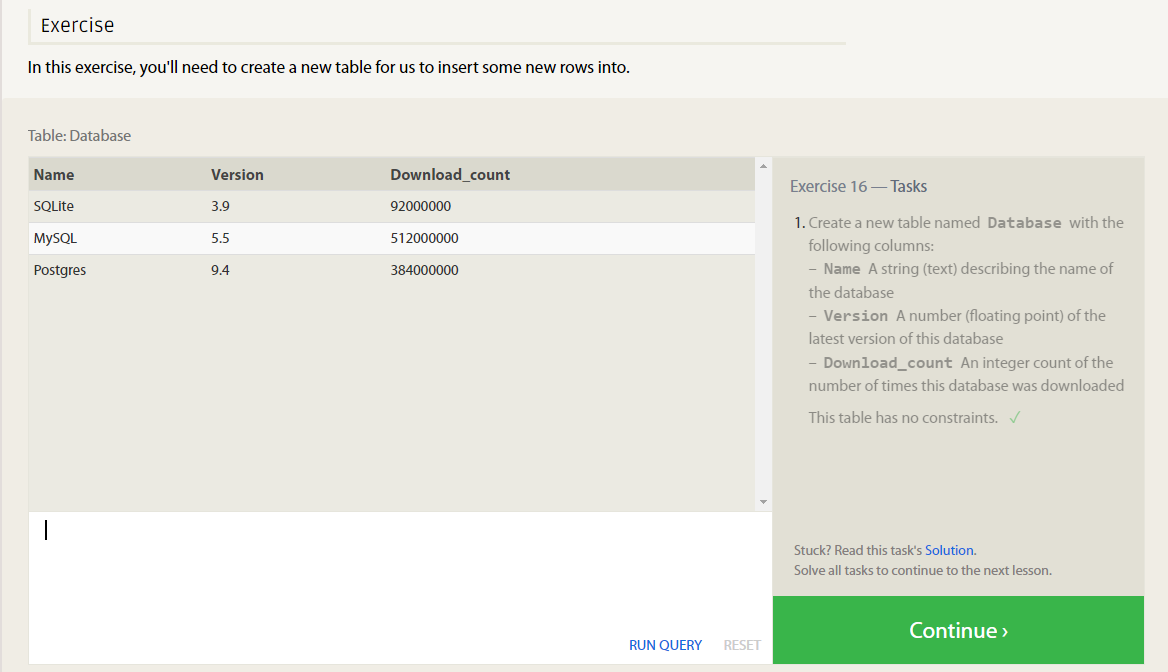 Exercise
In this exercise, you'll need to create a new table for us to insert some new rows into.
Table: Database
Name Version Download_count
SQLite 3.9 92000000
MySQL 5.5 512000000
Postgres 9.4 384000000
RUN QUERY RESET
Exercise 16 — Tasks
1. Create a new table named Database with the
following columns:
– Name A string (text) describing the name of
the database
– Version A number (floating point) of the
latest version of this database
– Download_count An integer count of the
number of times this database was downloaded
This table has no constraints. ✓
Stuck? Read this task's Solution.
Solve all tasks to continue to the next lesson.
Continue ›